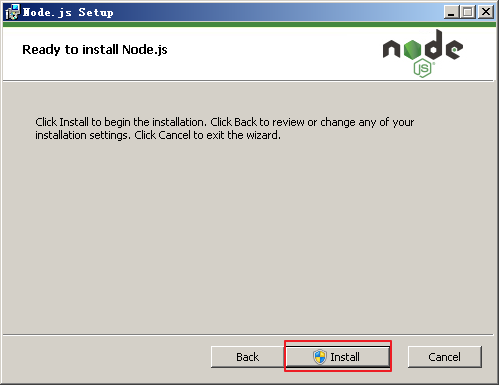 Node.js Setup
Ready to install Node.js
node
JS
Click Install to begin the installation. Click Back to review or change any of your
installation settings. Click Cancel to exit the wizard.
Back
Install
Cancel